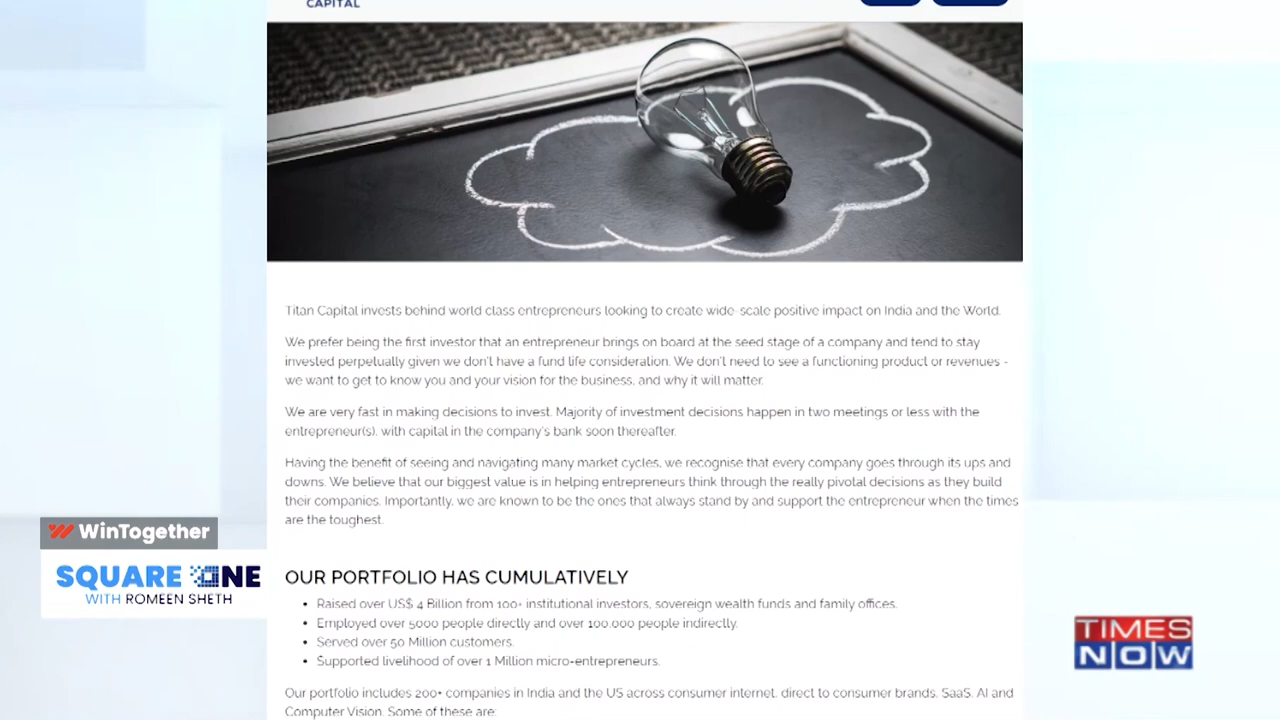 CAPITAL
Titan Capital invests behind world class entrepreneurs looking to create wide-scale positive impact on India and the World.
We prefer being the first investor that an entrepreneur brings on board at the seed stage of a company and tend to stay
invested perpetually given we don't have a fund life consideration. We don't need to see a functioning product or revenues -
we want to get to know you and your vision for the business, and why it will matter.
We are very fast in making decisions to invest. Majority of investment decisions happen in two meetings or less with the
entrepreneur(s), with capital in the company's bank soon thereafter.
Having the benefit of seeing and navigating many market cycles, we recognise that every company goes through its ups and
downs. We believe that our biggest value is in helping entrepreneurs think through the really pivotal decisions as they build
their companies. Importantly, we are known to be the ones that always stand by and support the entrepreneur when the times
are the toughest.
OUR PORTFOLIO HAS CUMULATIVELY
• Raised over US$ 4 Billion from 100+ institutional investors, sovereign wealth funds and family offices.
• Employed over 5000 people directly and over 100,000 people indirectly.
• Served over 50 Million customers.
• Supported livelihood of over 1 Million micro-entrepreneurs.
Our portfolio includes 200+ companies in India and the US across consumer internet, direct to consumer brands, SaaS, AI and
Computer Vision. Some of these are:
WinTogether
SQUARE ONE
WITH ROMEEN SHETH
TIMES
NOW